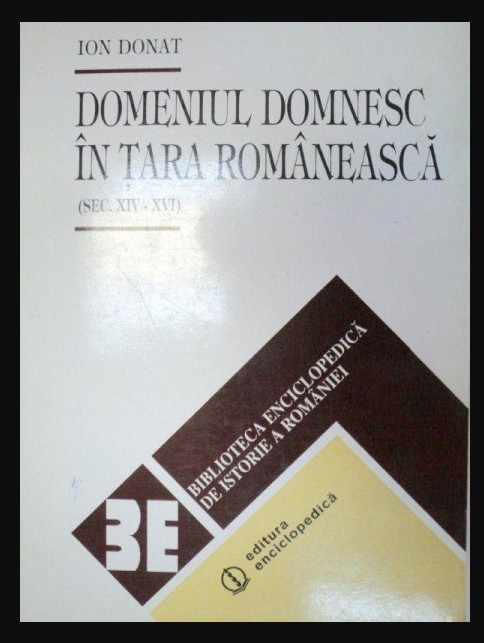 ION DONAT
DOMENIUL DOMNESC
ÎN ȚARA ROMÂNEASCĂ
(SEC. XIV - XVI)
BIBLIOTECA ENCICLOPEDICĂ
DE ISTORIE A ROMÂNIEI
3E
editura
enciclopedică